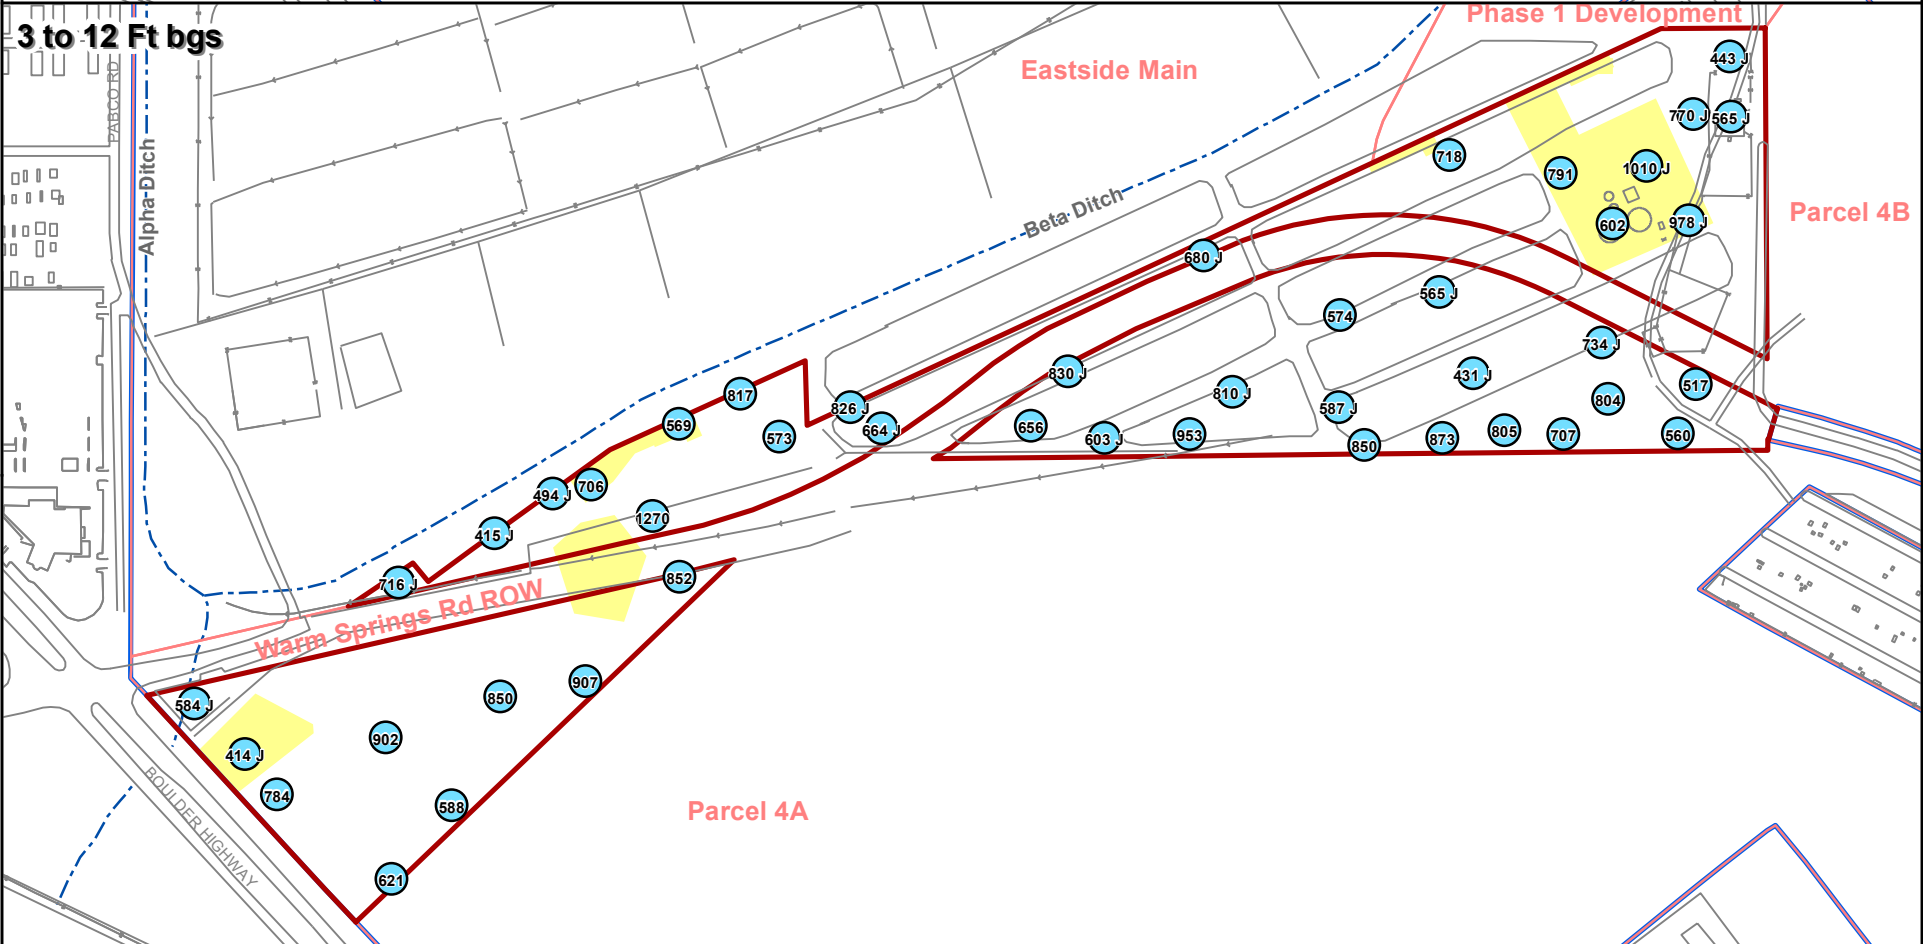 Phase 1 Development
3 to 12 Ft bgs
443 J
Eastside Main
PABCO RD
770 J
565 J
718
1010 J
791
Alpha Ditch
Beta Ditch
Parcel 4B
602
978 J
680 J
565 J
574
734 J
830 J
431 J
517
817
810 J
804
826 J
587 J
569
664 J
656
573
603 J
953
850
873
805
707
560
706
494 J
1270
415 J
852
716 J
Warm Springs Rd ROW
907
850
584 J
902
414 J
784
588
Parcel 4A
BOULDER HIGHWAY
621